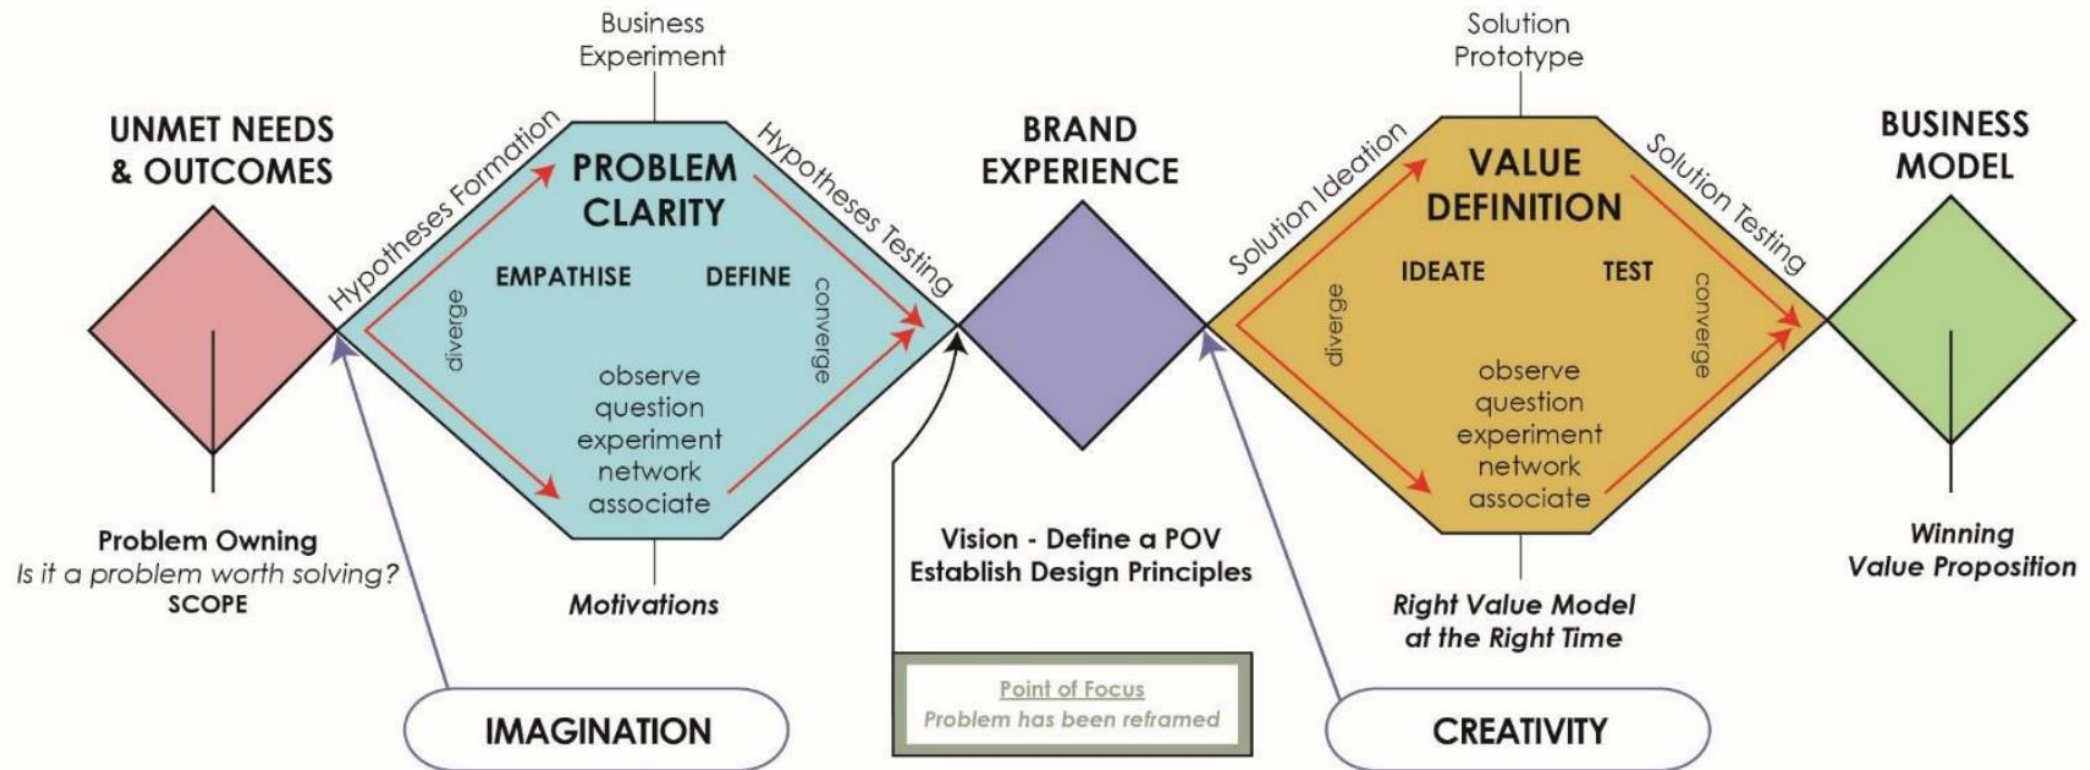 UNMET NEEDS
& OUTCOMES
Problem Owning
Is it a problem worth solving?
SCOPE
Business
Experiment
Hypotheses Formation
Hypotheses Testing
PROBLEM
CLARITY
EMPATHISE
DEFINE
diverge
converge
observe
question
experiment
network
associate
Motivations
IMAGINATION
BRAND
EXPERIENCE
Vision - Define a POV
Establish Design Principles
Point of Focus
Problem has been reframed
Solution
Prototype
Solution Ideation
Solution Testing
VALUE
DEFINITION
IDEATE
TEST
diverge
converge
observe
question
experiment
network
associate
Right Value Model
at the Right Time
CREATIVITY
BUSINESS
MODEL
Winning
Value Proposition